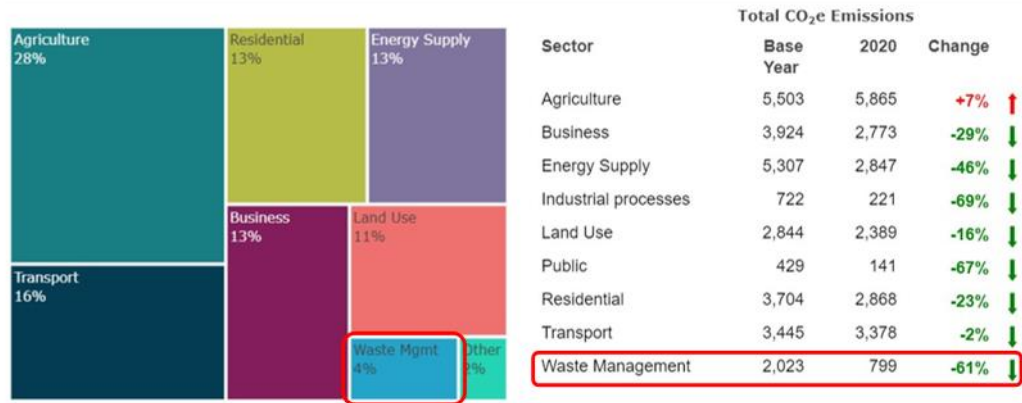 Agriculture
28%
Residential
13%
Energy Supply
13%
Transport
16%
Business
13%
Land Use
11%
Waste Mgmt
4%
Other
2%
Total CO₂e Emissions
Sector Base Year 2020 Change
Agriculture 5,503 5,865 +7%
Business 3,924 2,773 -29%
Energy Supply 5,307 2,847 -46%
Industrial processes 722 221 -69%
Land Use 2,844 2,389 -16%
Public 429 141 -67%
Residential 3,704 2,868 -23%
Transport 3,445 3,378 -2%
Waste Management 2,023 799 -61%